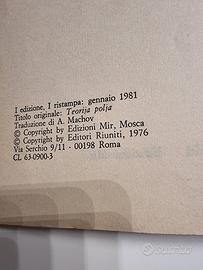 I edizione, I ristampa: gennaio 1981
Titolo originale: Teorija polja
Traduzione di A. Machov
© Copyright by Edizioni Mir, Mosca
© Copyright by Editori Riuniti, 1976
Via Serchio 9/11 - 00198 Roma
CL 63-0900-3
subito